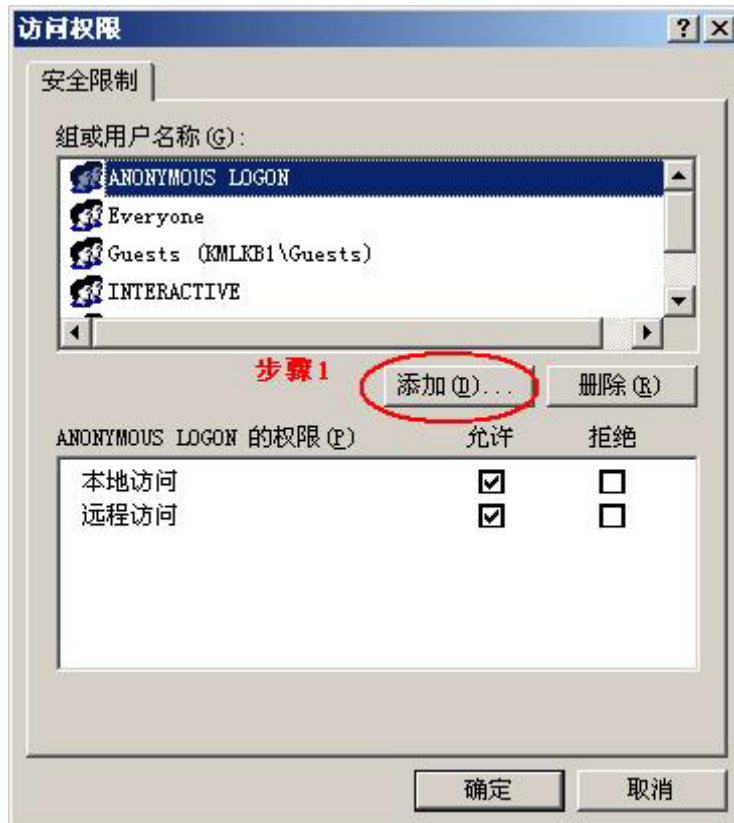 访问权限
安全限制
组或用户名称(G):
ANONYMOUS LOGON
Everyone
Guests (KMLKB1\Guests)
INTERACTIVE
步骤1
添加(D)... 删除(R)
ANONYMOUS LOGON 的权限(P) 允许 拒绝
本地访问
远程访问
确定 取消